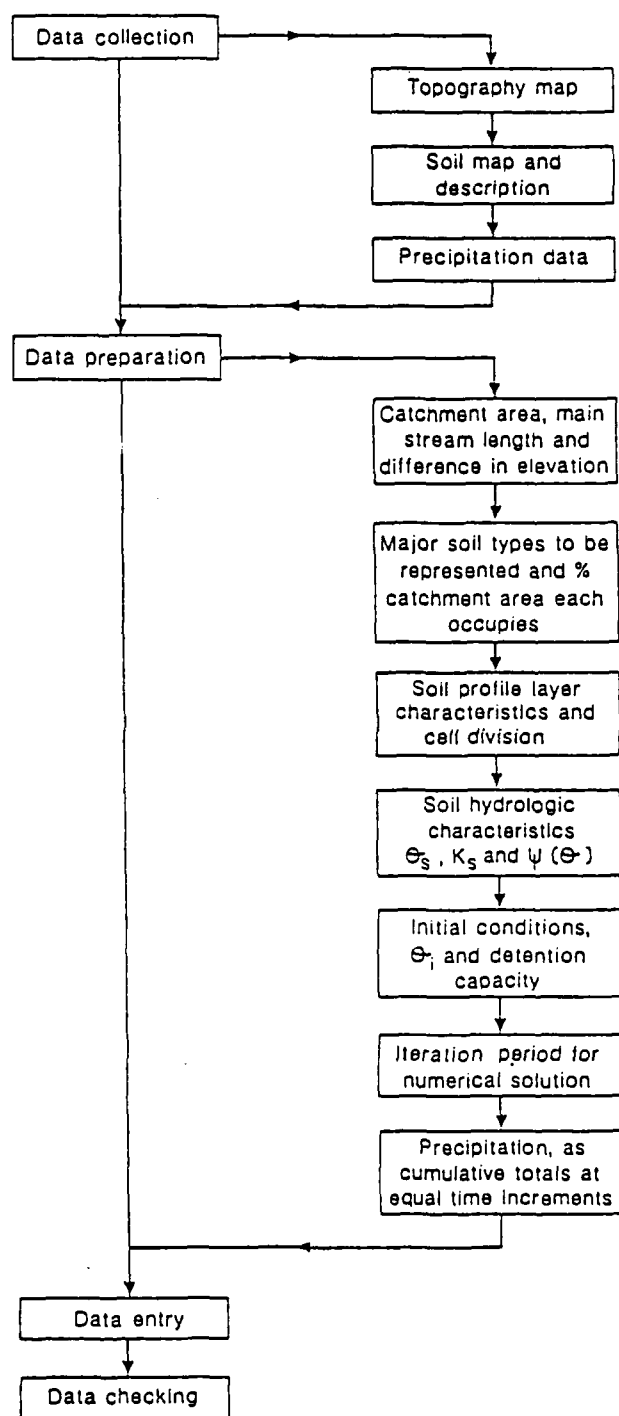 Data collection
Topography map
Soil map and
description
Precipitation data
Data preparation
Catchment area, main
stream length and
difference in elevation
Major soil types to be
represented and %
catchment area each
occupies
Soil profile layer
characteristics and
cell division
Soil hydrologic
characteristics
Θs , Ks and ψ (Θ)
Initial conditions,
Θi and detention
capacity
Iteration period for
numerical solution
Precipitation, as
cumulative totals at
equal time increments
Data entry
Data checking